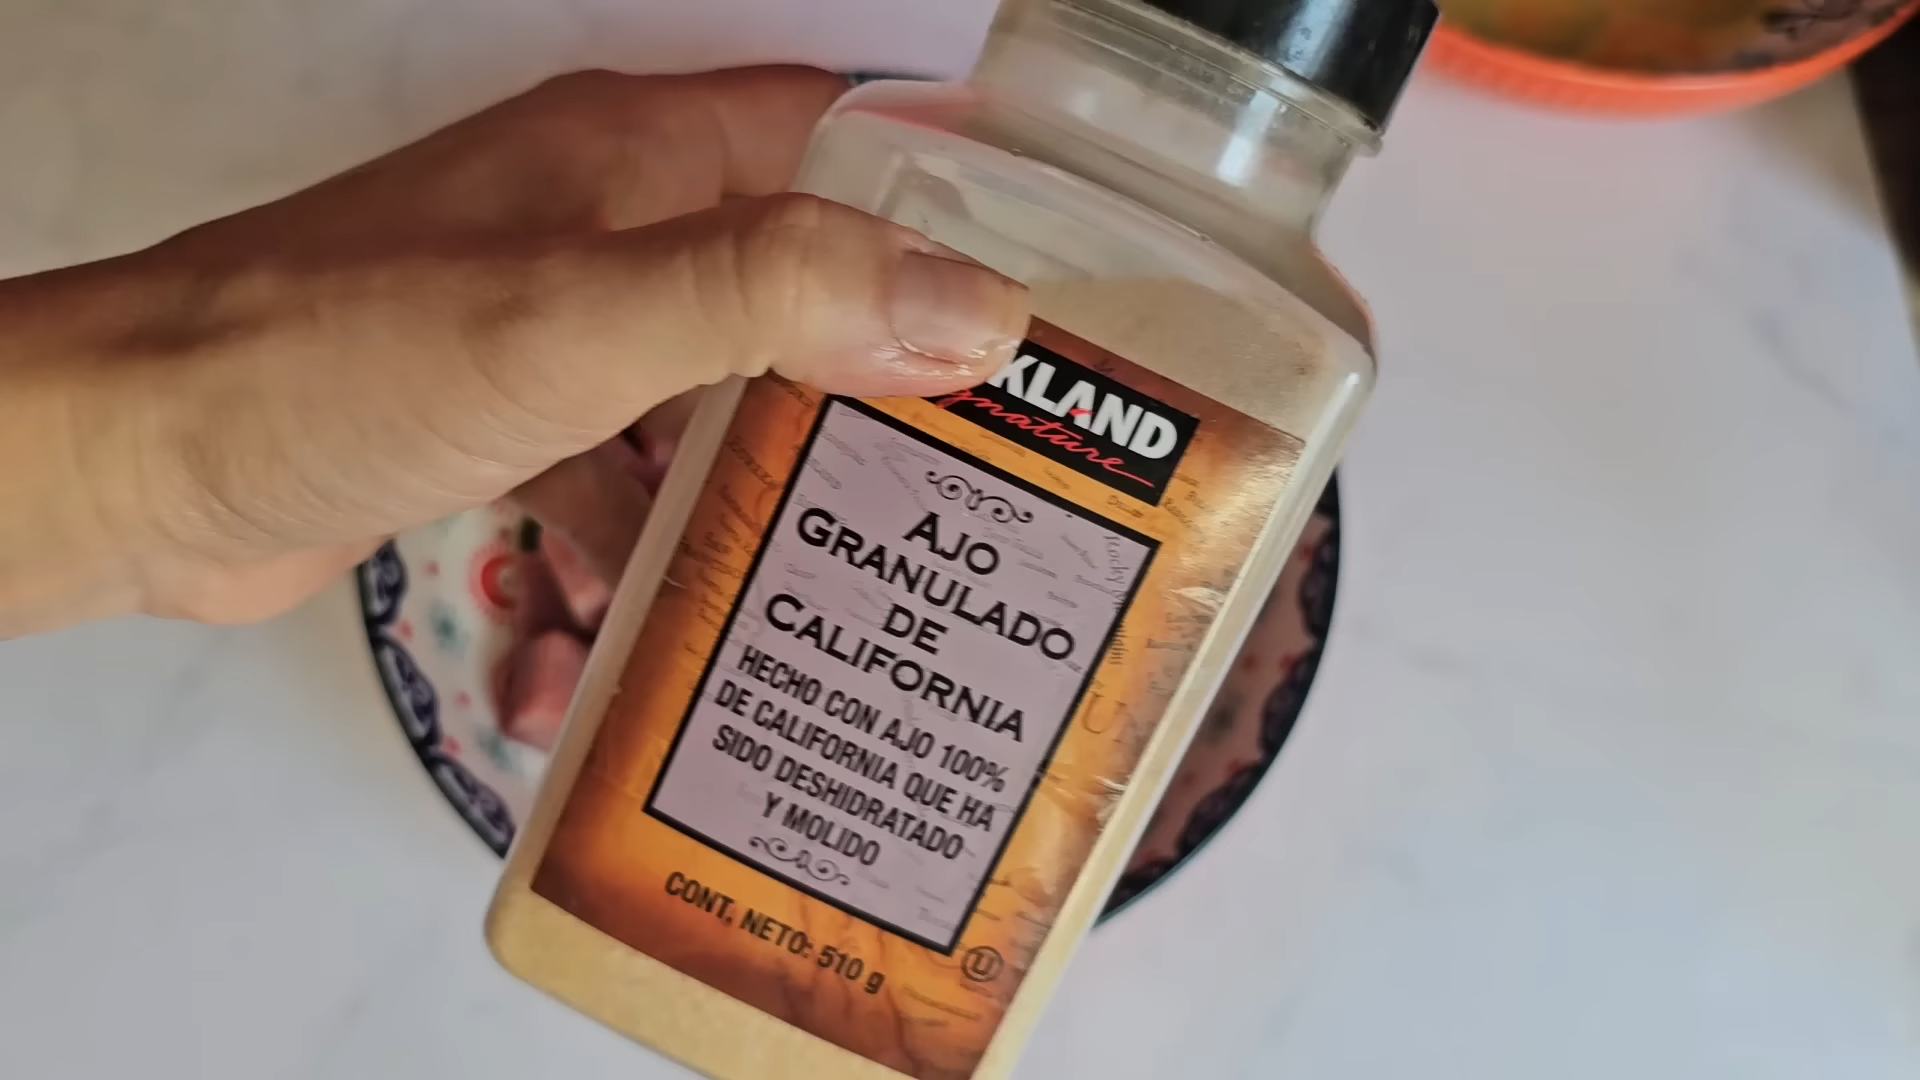 KLAND
Signature
AJO
GRANULADO
DE
CALIFORNIA
HECHO CON AJO 100%
DE CALIFORNIA QUE HA
SIDO DESHIDRATADO
Y MOLIDO
CONT. NETO: 510 g
U